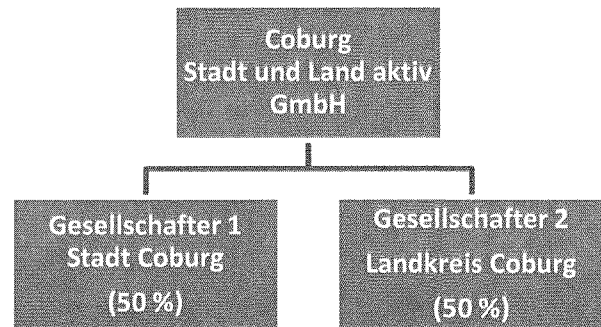 Coburg
Stadt und Land aktiv
GmbH
Gesellschafter 1
Stadt Coburg
(50 %)
Gesellschafter 2
Landkreis Coburg
(50 %)